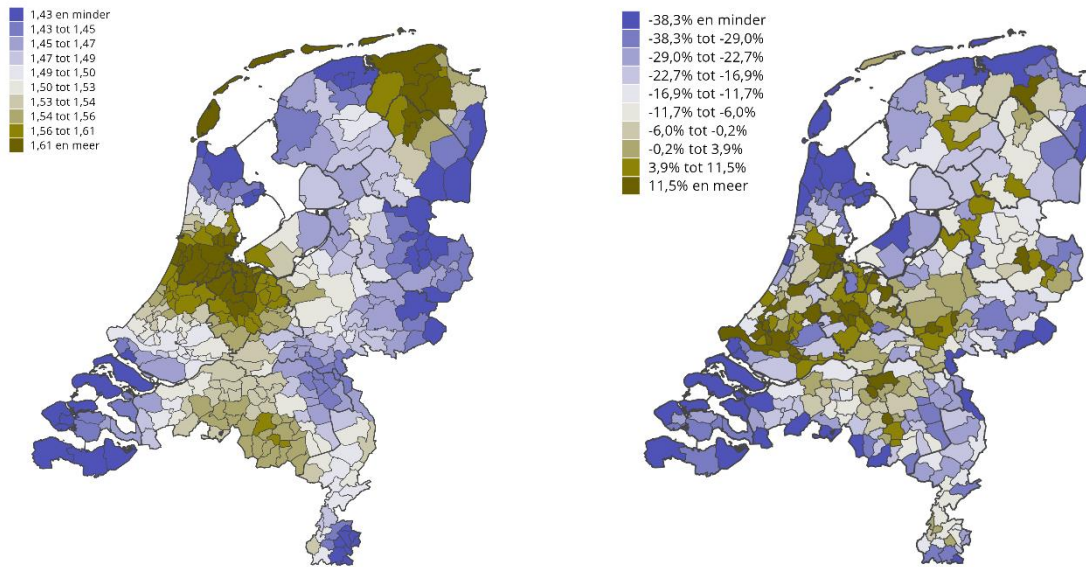 1,43 en minder
1,43 tot 1,45
1,45 tot 1,47
1,47 tot 1,49
1,49 tot 1,50
1,50 tot 1,53
1,53 tot 1,54
1,54 tot 1,56
1,56 tot 1,61
1,61 en meer
-38,3% en minder
-38,3% tot -29,0%
-29,0% tot -22,7%
-22,7% tot -16,9%
-16,9% tot -11,7%
-11,7% tot -6,0%
-6,0% tot -0,2%
-0,2% tot 3,9%
3,9% tot 11,5%
11,5% en meer